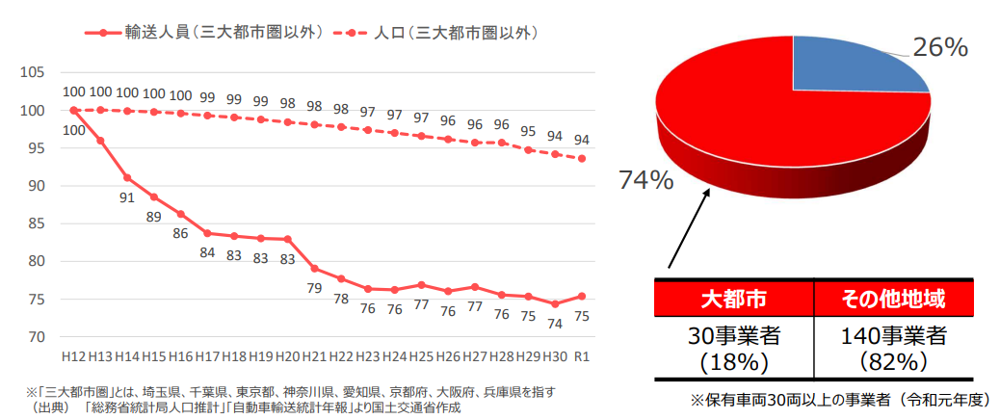 輸送人員（三大都市圏以外）　人口（三大都市圏以外）
105
100
95
90
85
80
75
70
100 100 100 100 100 99 99 99 98 98 98 97 97 97 96 96 96 95 94 94
100 91 89 86 84 83 83 83 79 78 76 76 77 76 77 76 75 74 75
H12 H13 H14 H15 H16 H17 H18 H19 H20 H21 H22 H23 H24 H25 H26 H27 H28 H29 H30 R1
※「三大都市圏」とは、埼玉県、千葉県、東京都、神奈川県、愛知県、京都府、大阪府、兵庫県を指す
（出典）　「総務省統計局人口推計」「自動車輸送統計年報」より国土交通省作成
26%
74%
大都市　その他地域
30事業者　140事業者
(18%)　（82%）
※保有車両30両以上の事業者（令和元年度）